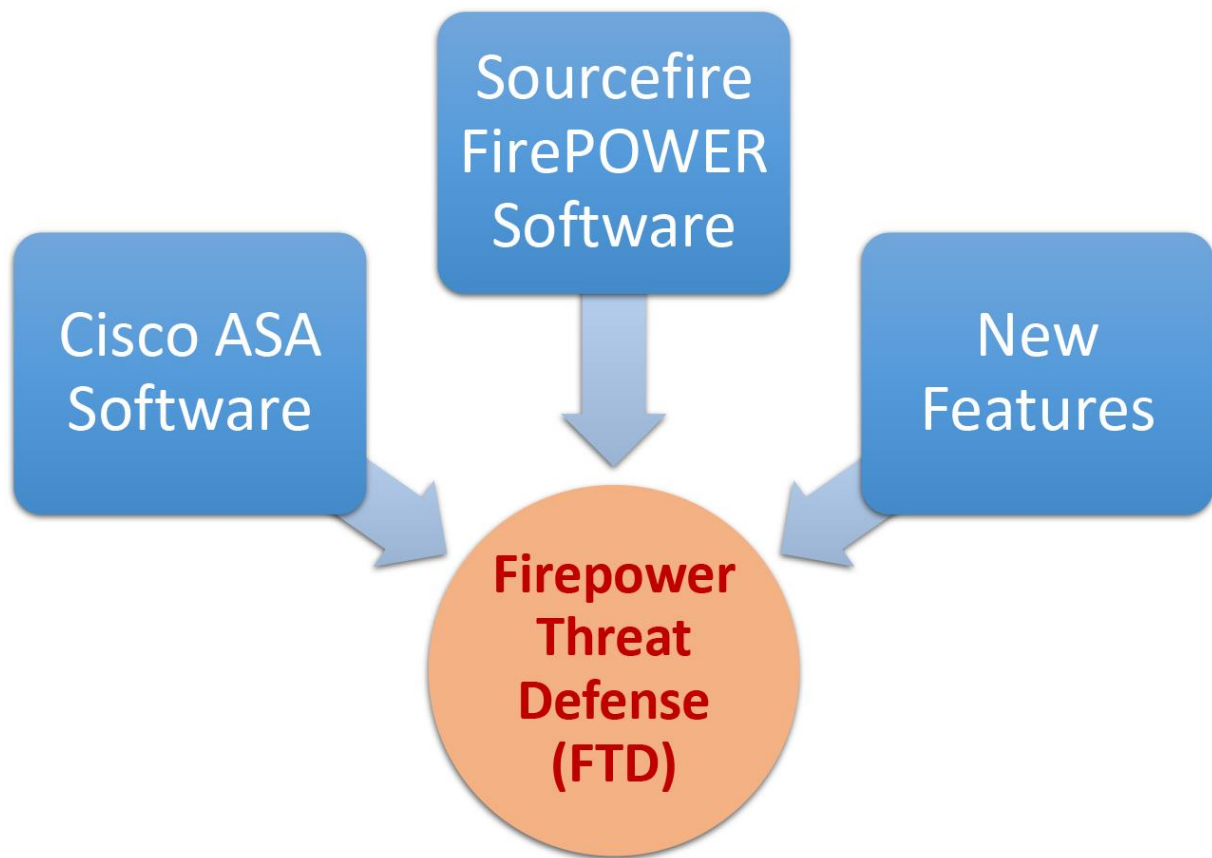 Sourcefire
FirePOWER
Software
Cisco ASA
Software
New
Features
Firepower
Threat
Defense
(FTD)